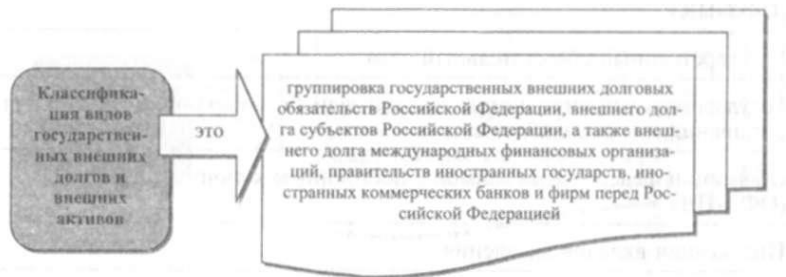 Классифика-
ция видов
государствен-
ных внешних
долгов и
внешних
активов
это
группировка государственных внешних долговых
обязательств Российской Федерации, внешнего дол-
га субъектов Российской Федерации, а также внеш-
него долга международных финансовых организа-
ций, правительств иностранных государств, ино-
странных коммерческих банков и фирм перед Рос-
сийской Федерацией